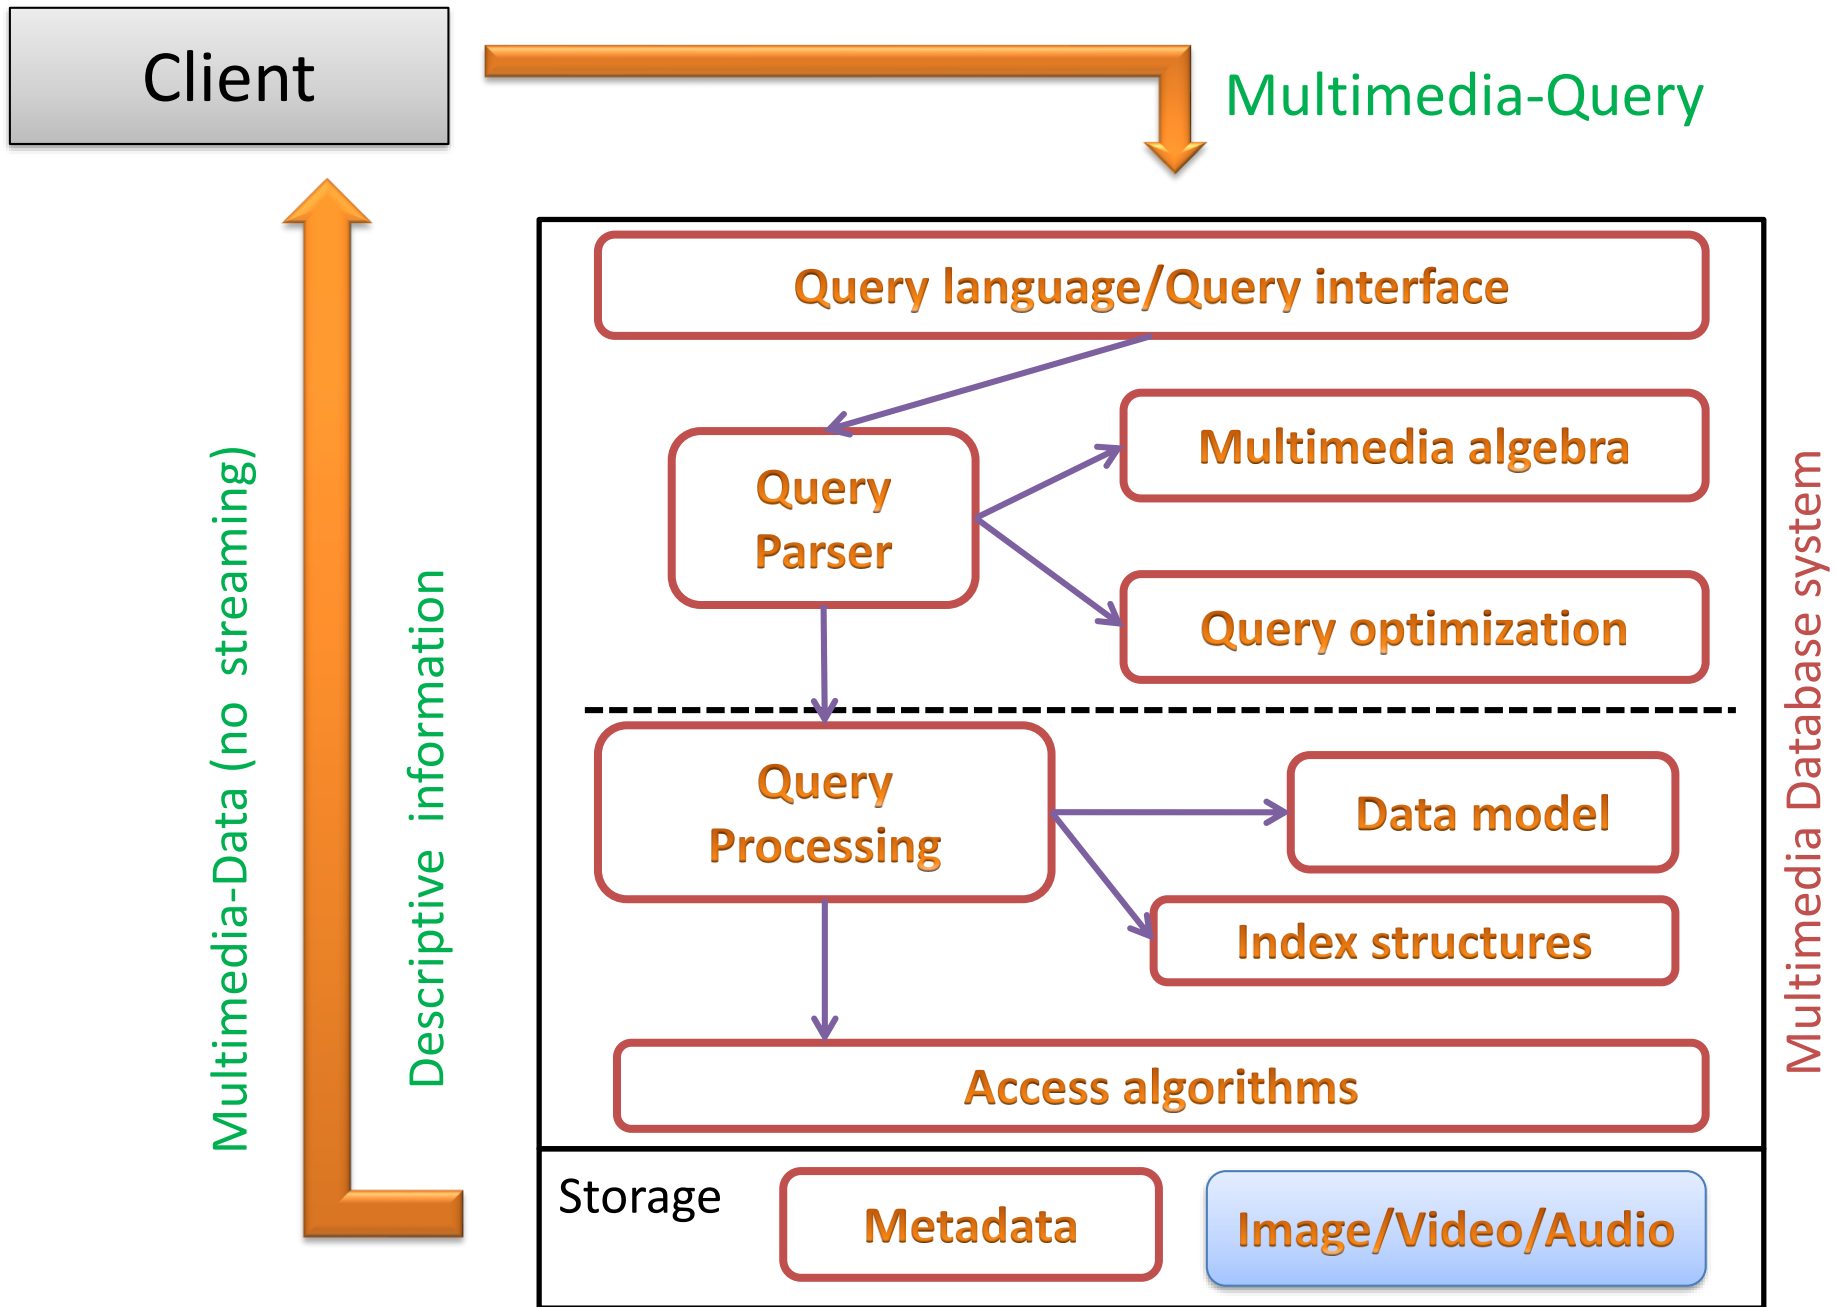 Client
Multimedia-Query
Query language/Query interface
Multimedia algebra
Query
Parser
Query optimization
Query
Processing
Data model
Index structures
Access algorithms
Storage
Metadata
Image/Video/Audio
Multimedia-Data (no streaming)
Descriptive information
Multimedia Database system